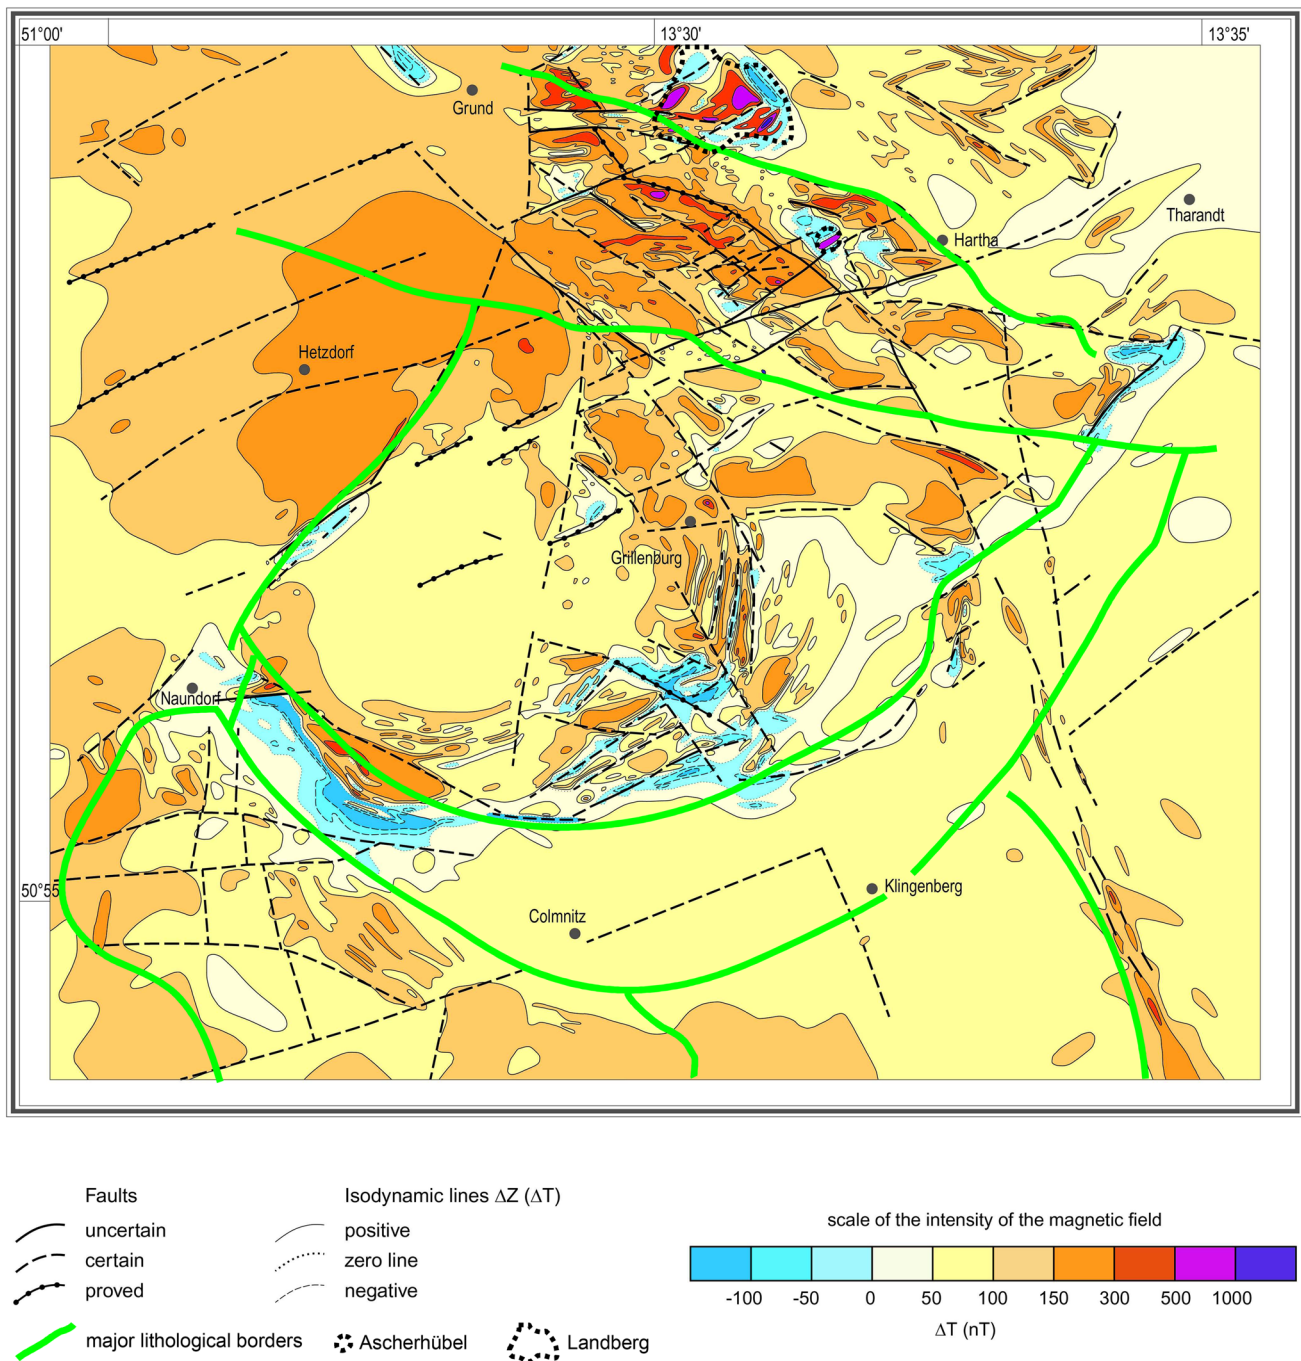 51°00'
13°30'
13°35'
Grund
Tharandt
Hartha
Hetzdorf
Grillenburg
Naundorf
50°55'
Klingenberg
Colmnitz
Faults
uncertain
certain
proved
Isodynamic lines ΔZ (ΔT)
positive
zero line
negative
scale of the intensity of the magnetic field
-100 -50 0 50 100 150 300 500 1000
ΔT (nT)
major lithological borders
Ascherhübel
Landberg